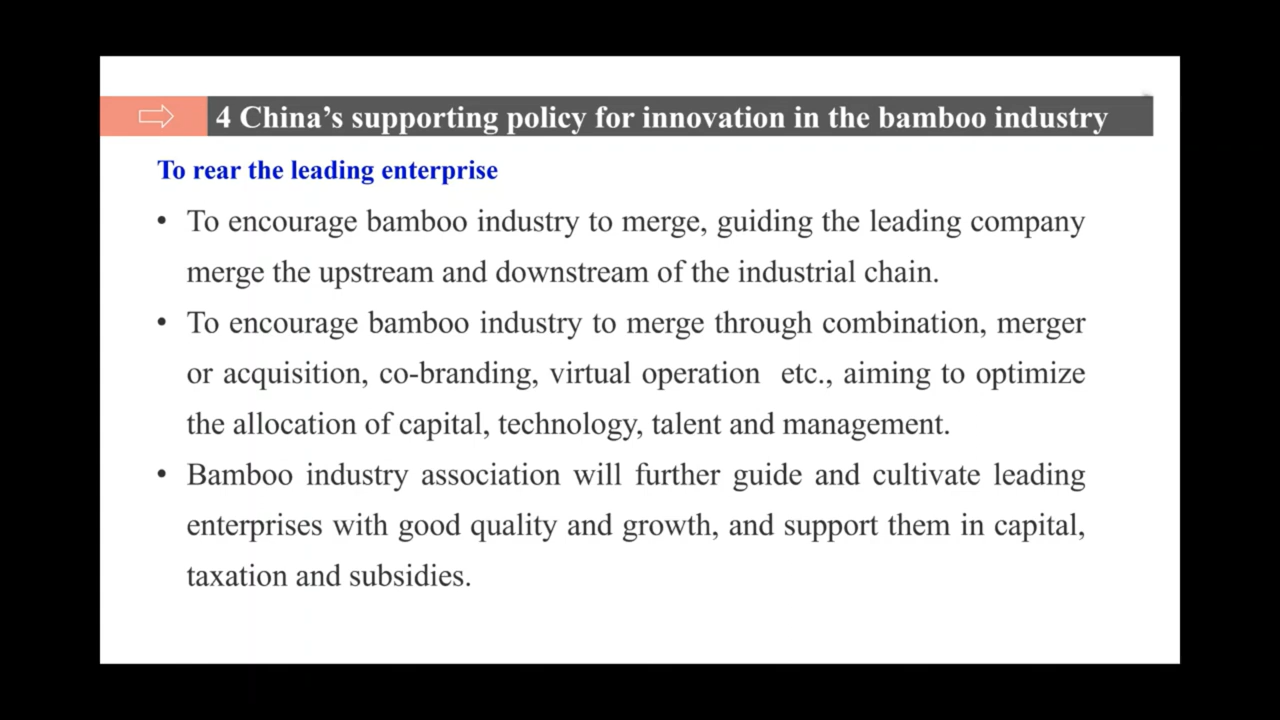 4 China’s supporting policy for innovation in the bamboo industry
To rear the leading enterprise
• To encourage bamboo industry to merge, guiding the leading company
merge the upstream and downstream of the industrial chain.
• To encourage bamboo industry to merge through combination, merger
or acquisition, co-branding, virtual operation  etc., aiming to optimize
the allocation of capital, technology, talent and management.
• Bamboo industry association will further guide and cultivate leading
enterprises with good quality and growth, and support them in capital,
taxation and subsidies.